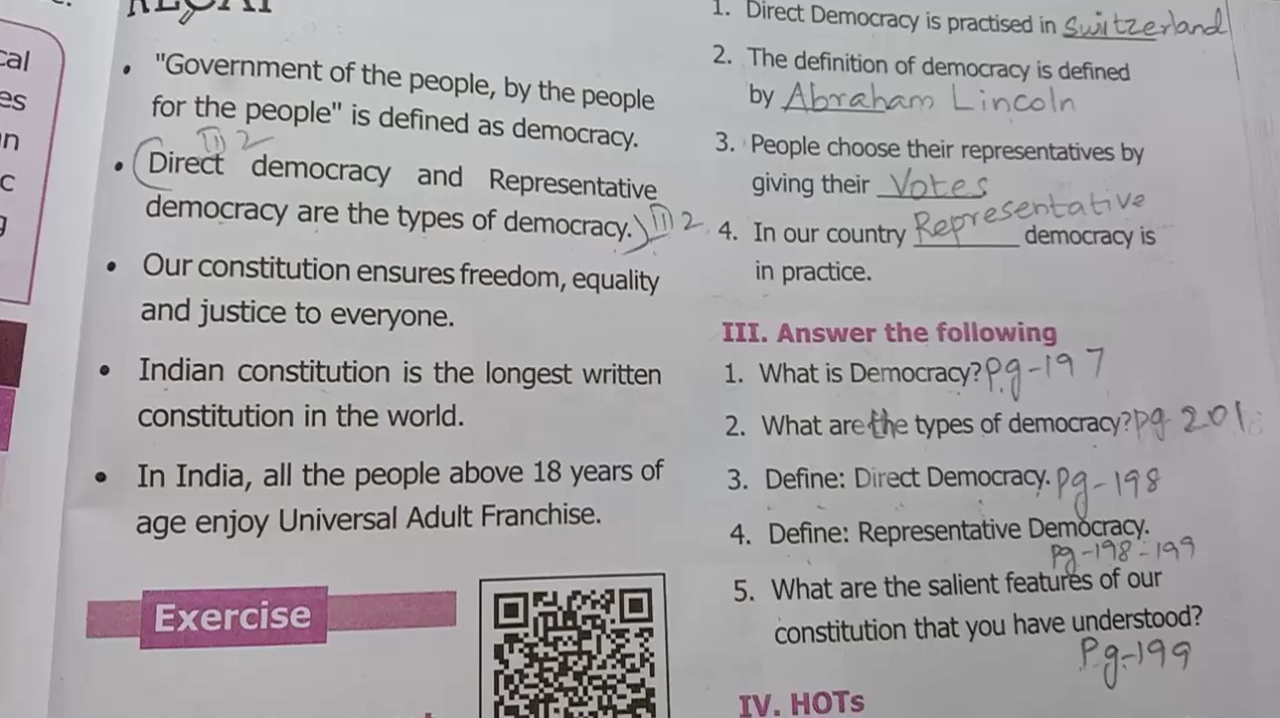 RECAP
cal
es
n
c
g
• "Government of the people, by the people
for the people" is defined as democracy.
III 2
• Direct democracy and Representative
democracy are the types of democracy. III 2
• Our constitution ensures freedom, equality
and justice to everyone.
• Indian constitution is the longest written
constitution in the world.
• In India, all the people above 18 years of
age enjoy Universal Adult Franchise.
Exercise
1. Direct Democracy is practised in Switzerland
2. The definition of democracy is defined
by Abraham Lincoln
3. People choose their representatives by
giving their Votes
4. In our country Representative democracy is
in practice.
III. Answer the following
1. What is Democracy? Pg-197
2. What are the types of democracy? pg 201
3. Define: Direct Democracy. Pg-198
4. Define: Representative Democracy.
Pg-198-199
5. What are the salient features of our
constitution that you have understood?
Pg-199
IV. HOTs